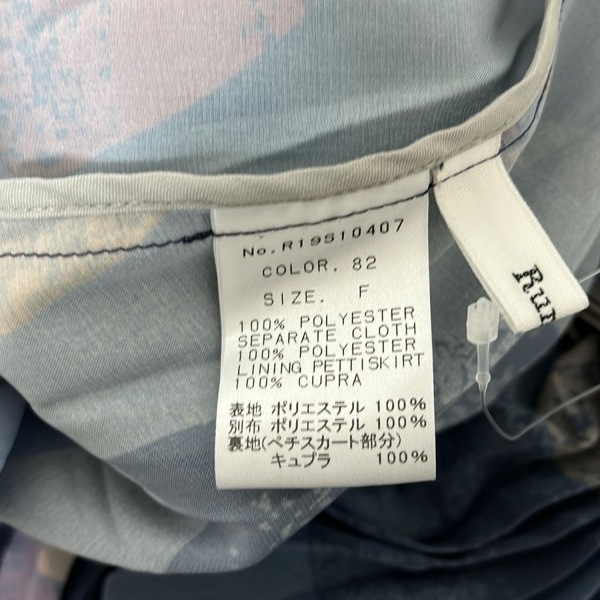 No.R19510407
COLOR. 82
SIZE. F
100% POLYESTER
SEPARATE CLOTH
100% POLYESTER
LINING PETTISKIRT
100% CUPRA
表地 ポリエステル 100%
別布 ポリエステル 100%
裏地(ペチスカート部分)
キュプラ 100%